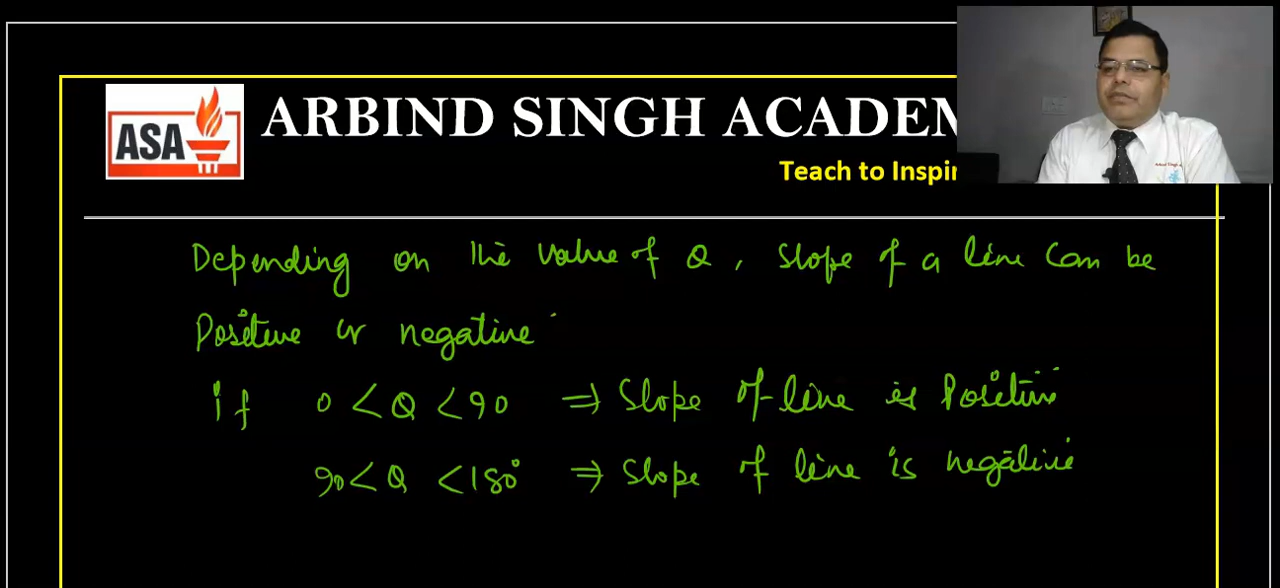 ASA
ARBIND SINGH ACADEM
Teach to Inspir
Depending on the value of θ, slope of a line can be
Positive or negative
if 0 < θ < 90 ⇒ Slope of line is Positive
90 < θ < 180° ⇒ Slope of line is negative